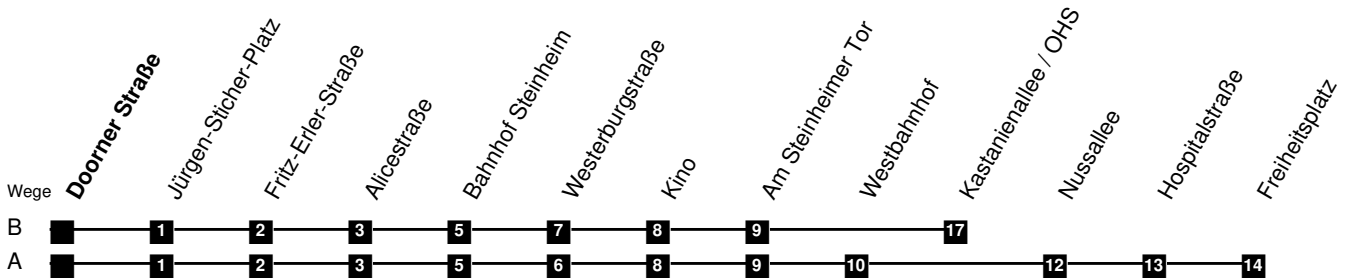 Wege
Doorner Straße
Jürgen-Sticher-Platz
Fritz-Erler-Straße
Alicestraße
Bahnhof Steinheim
Westerburgstraße
Kino
Am Steinheimer Tor
Westbahnhof
Kastanienallee / OHS
Nussallee
Hospitalstraße
Freiheitsplatz
B 1 2 3 5 7 8 9 17
A 1 2 3 5 6 8 9 10 12 13 14